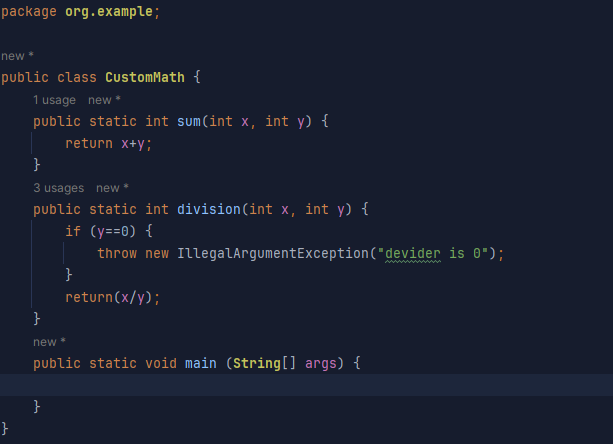 package org.example;
new *
public class CustomMath {
1 usage new *
public static int sum(int x, int y) {
return x+y;
}
3 usages new *
public static int division(int x, int y) {
if (y==0) {
throw new IllegalArgumentException("devider is 0");
}
return(x/y);
}
new *
public static void main (String[] args) {
}
}